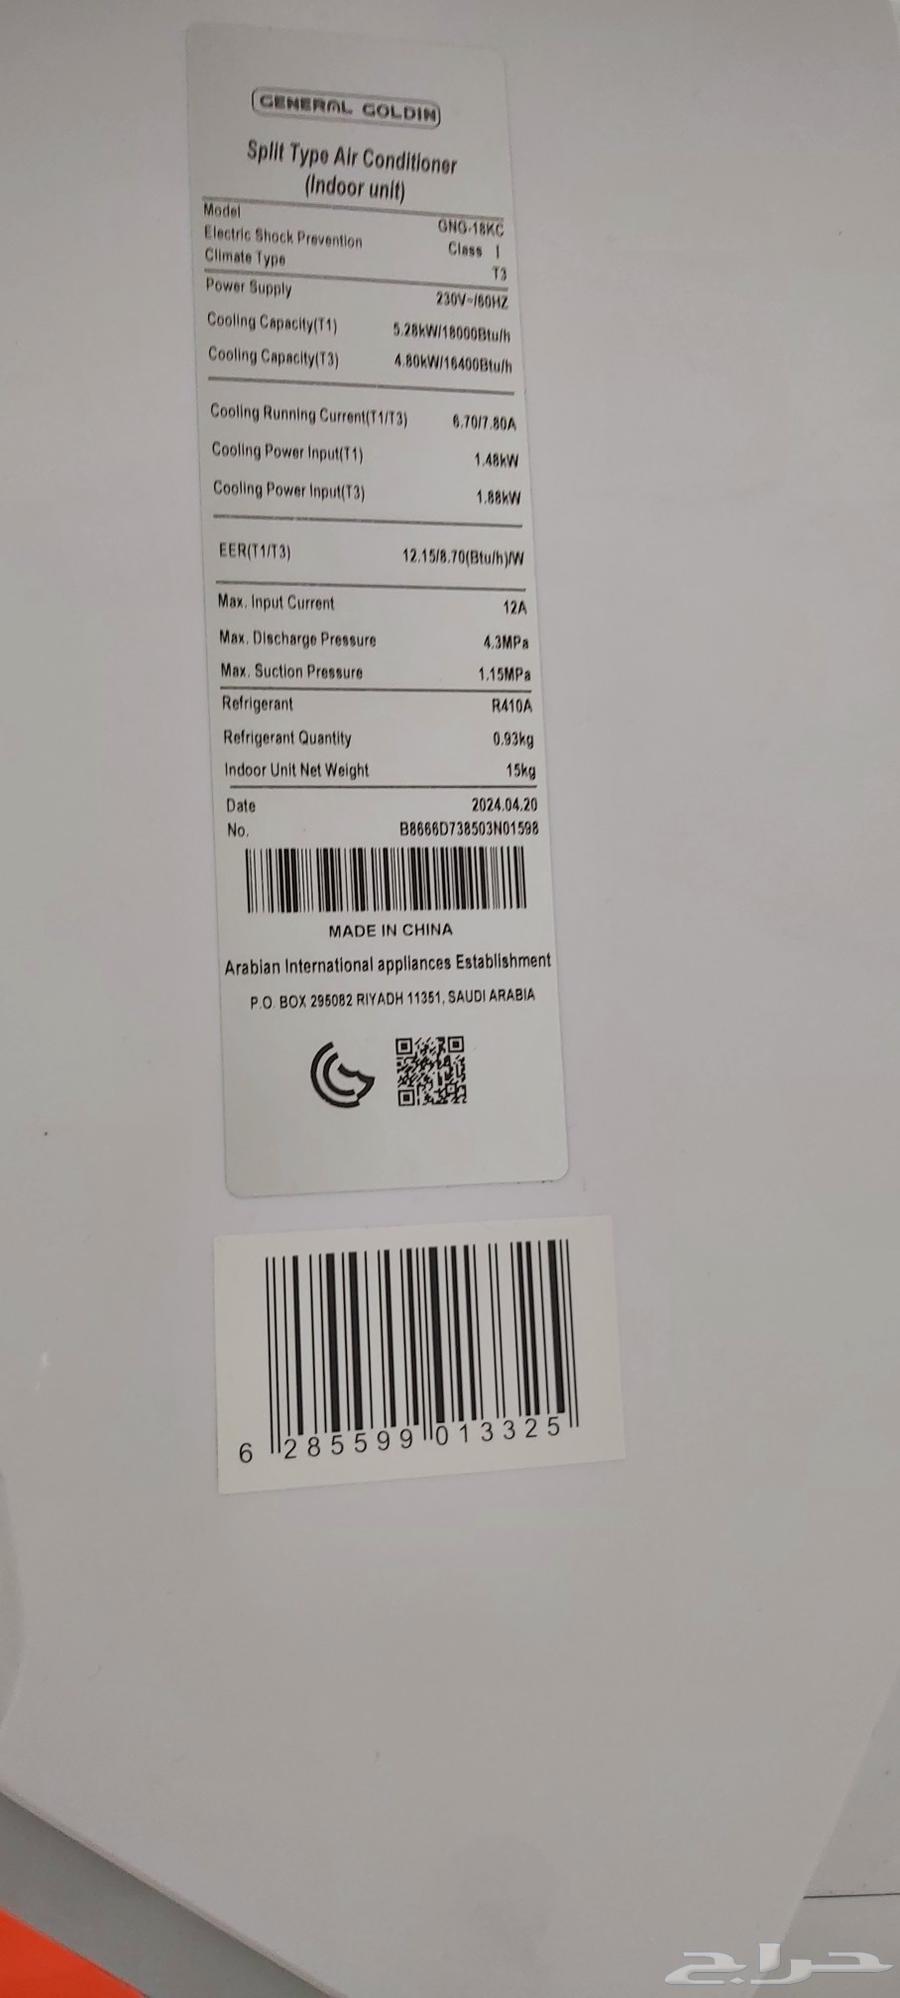 GENERAL GOLDIN
Split Type Air Conditioner
(Indoor unit)
Model GNG-18KC
Electric Shock Prevention Class I
Climate Type T3
Power Supply 230V~/60HZ
Cooling Capacity(T1) 5.28kW/18000Btu/h
Cooling Capacity(T3) 4.80kW/16400Btu/h
Cooling Running Current(T1/T3) 6.70/7.80A
Cooling Power Input(T1) 1.48kW
Cooling Power Input(T3) 1.88kW
EER(T1/T3) 12.15/8.70(Btu/h)/W
Max. Input Current 12A
Max. Discharge Pressure 4.3MPa
Max. Suction Pressure 1.15MPa
Refrigerant R410A
Refrigerant Quantity 0.93kg
Indoor Unit Net Weight 15kg
Date 2024.04.20
No. B8666D738503N01598
MADE IN CHINA
Arabian International appliances Establishment
P.O. BOX 295082 RIYADH 11351, SAUDI ARABIA
6 285599 013325
حراج